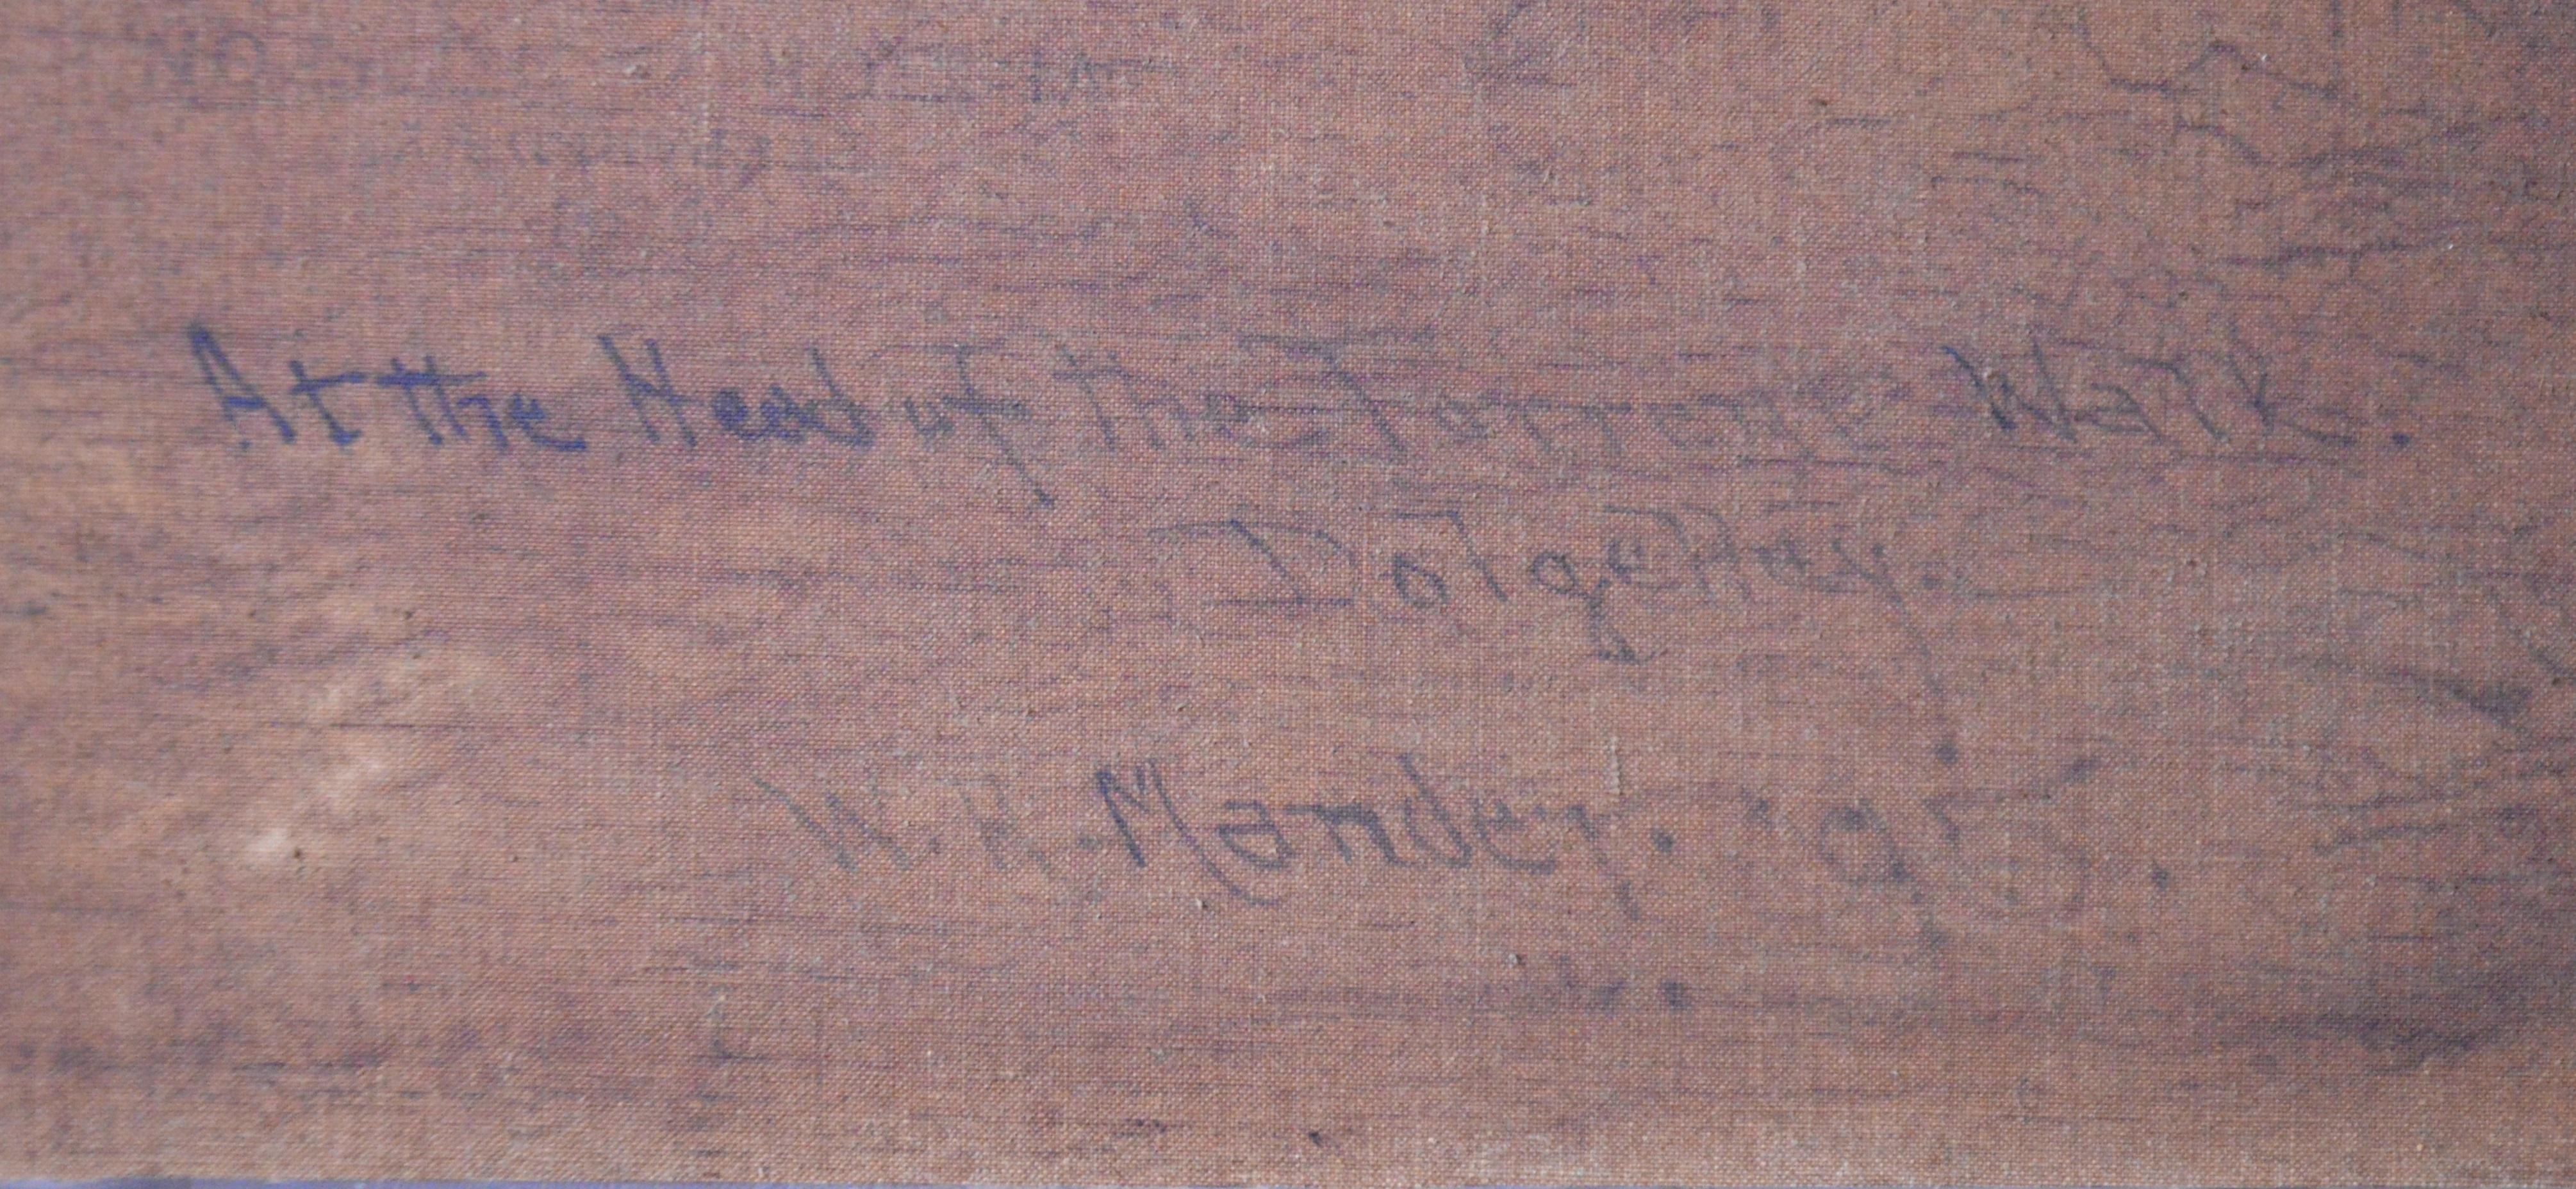 At the Head of the Torrent Walk.
Dolgelley.
W. H. Mander.